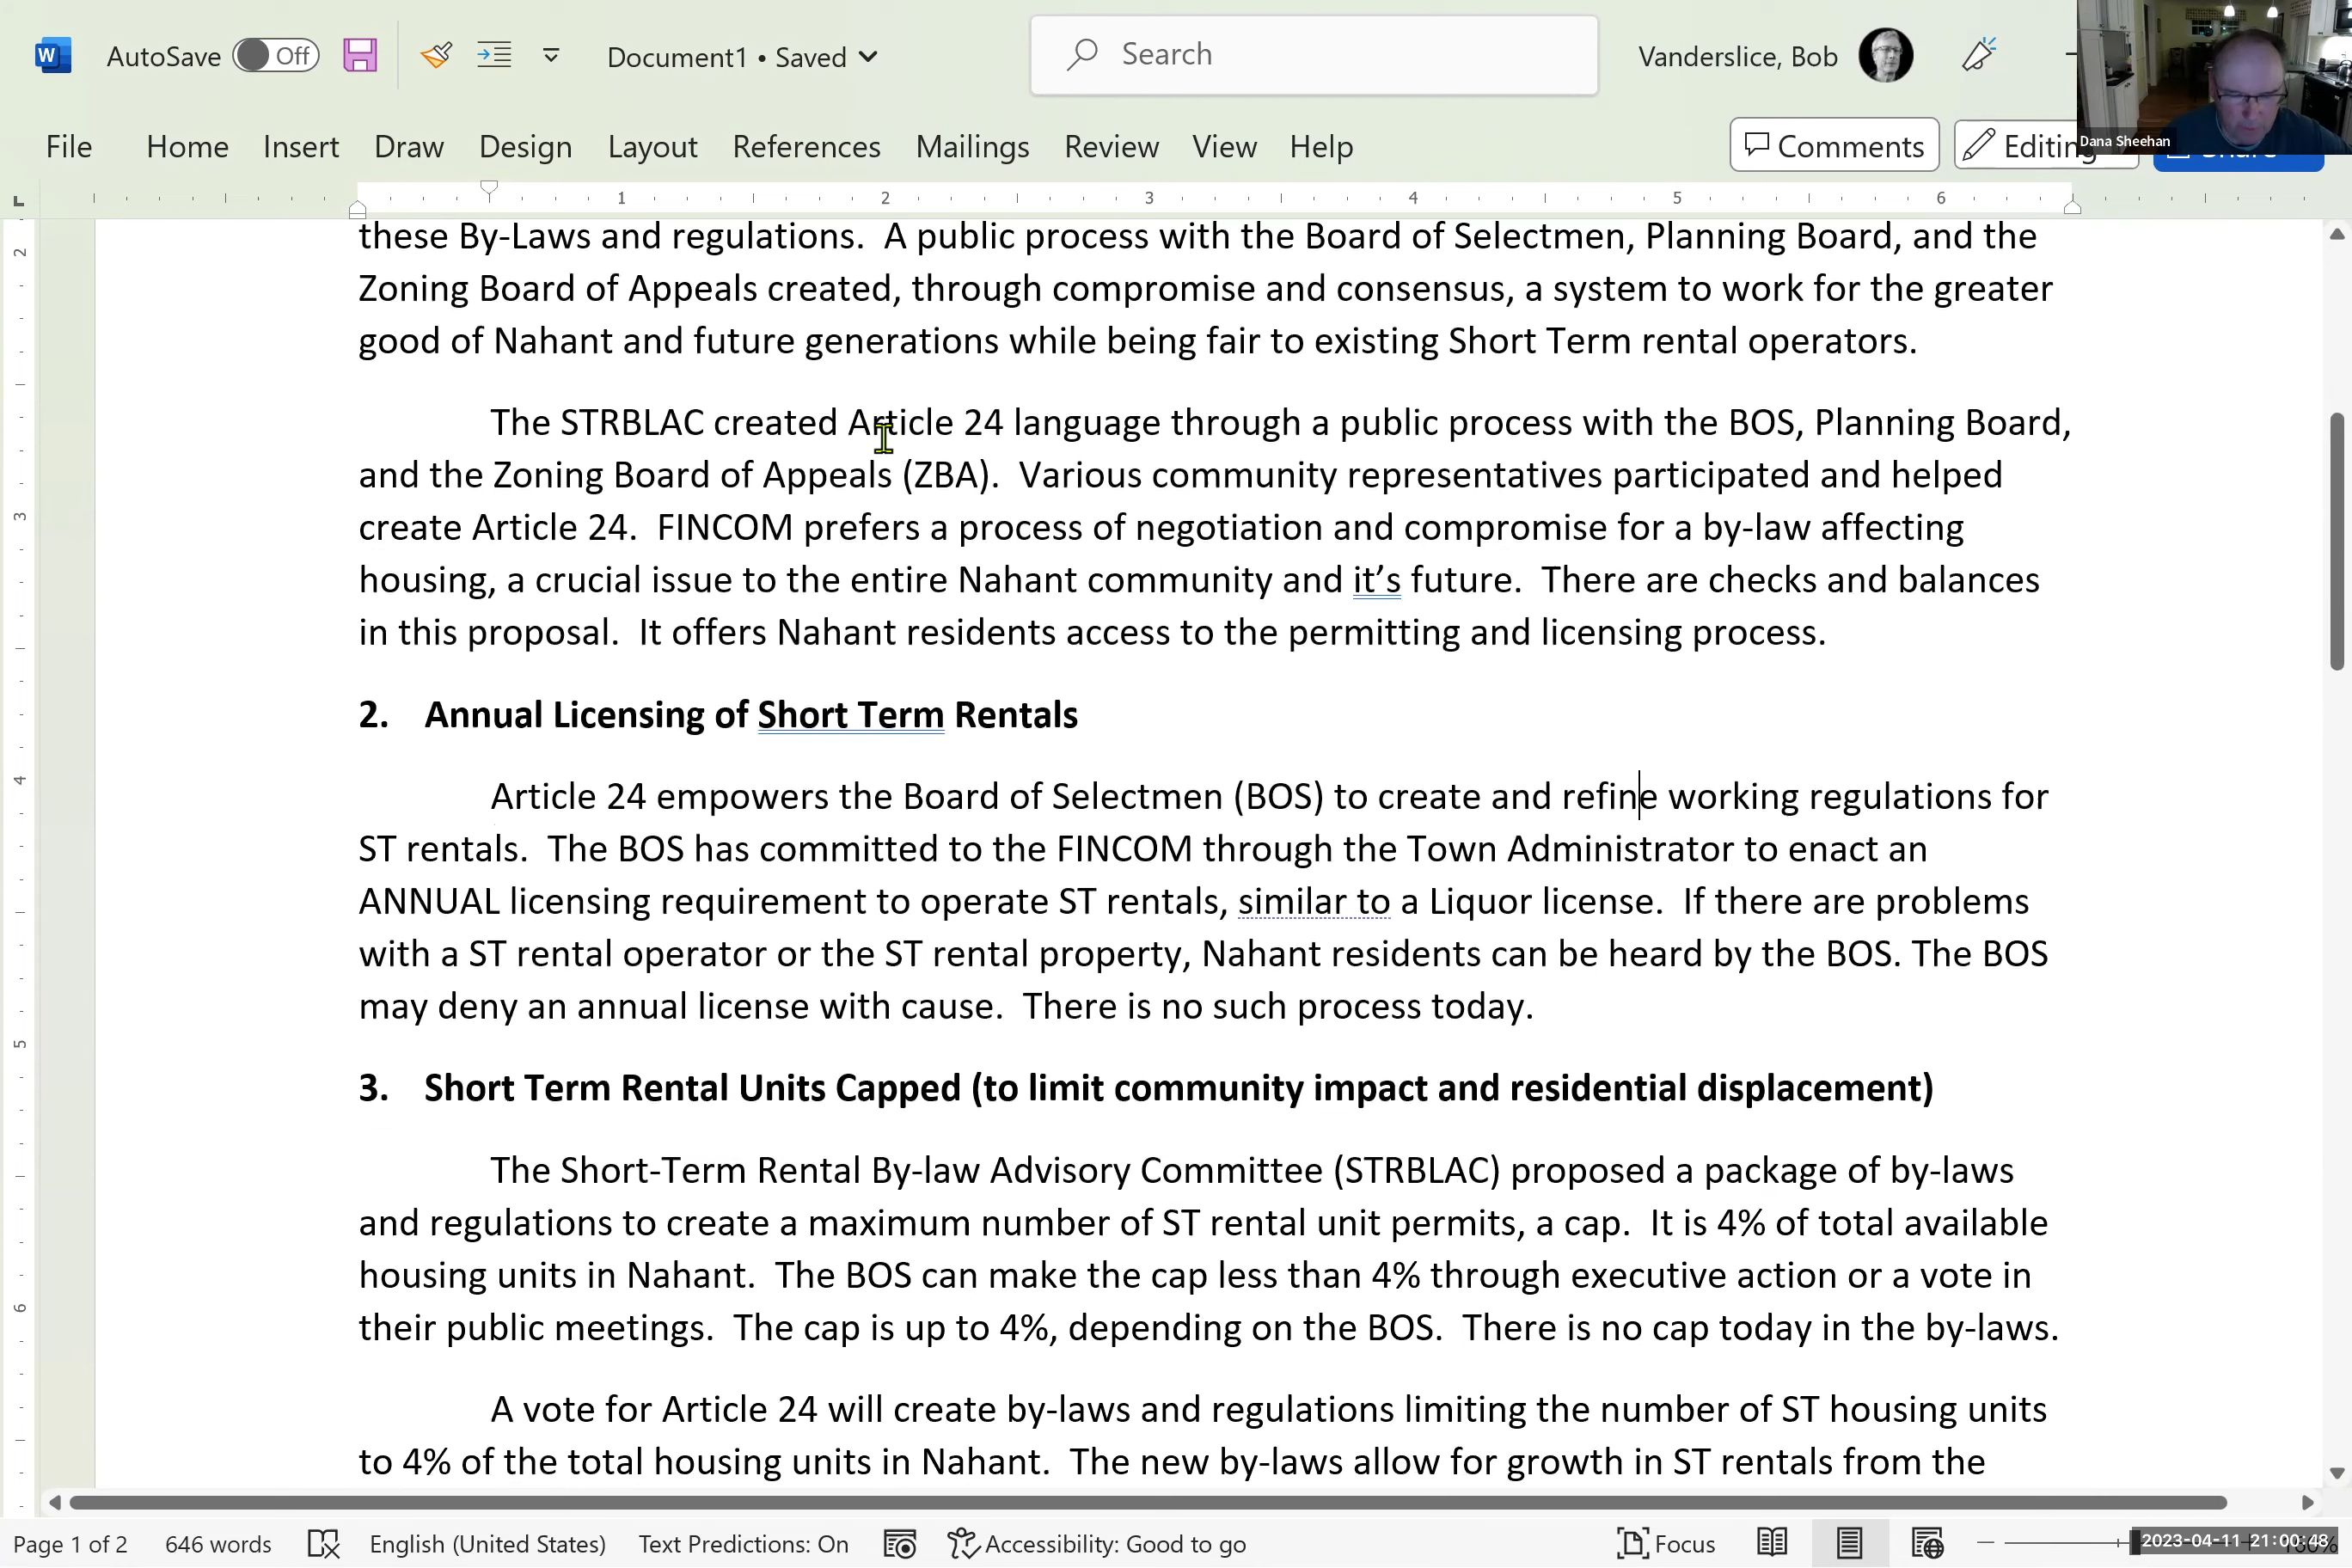 AutoSave Off Document1 • Saved Search Vanderslice, Bob
Dana Sheehan
File Home Insert Draw Design Layout References Mailings Review View Help Comments Editing
1 2 3 4 5 6
these By-Laws and regulations.  A public process with the Board of Selectmen, Planning Board, and the
Zoning Board of Appeals created, through compromise and consensus, a system to work for the greater
good of Nahant and future generations while being fair to existing Short Term rental operators.
The STRBLAC created Article 24 language through a public process with the BOS, Planning Board,
and the Zoning Board of Appeals (ZBA).  Various community representatives participated and helped
create Article 24.  FINCOM prefers a process of negotiation and compromise for a by-law affecting
housing, a crucial issue to the entire Nahant community and it’s future.  There are checks and balances
in this proposal.  It offers Nahant residents access to the permitting and licensing process.
2. Annual Licensing of Short Term Rentals
Article 24 empowers the Board of Selectmen (BOS) to create and refine working regulations for
ST rentals.  The BOS has committed to the FINCOM through the Town Administrator to enact an
ANNUAL licensing requirement to operate ST rentals, similar to a Liquor license.  If there are problems
with a ST rental operator or the ST rental property, Nahant residents can be heard by the BOS. The BOS
may deny an annual license with cause.  There is no such process today.
3. Short Term Rental Units Capped (to limit community impact and residential displacement)
The Short-Term Rental By-law Advisory Committee (STRBLAC) proposed a package of by-laws
and regulations to create a maximum number of ST rental unit permits, a cap.  It is 4% of total available
housing units in Nahant.  The BOS can make the cap less than 4% through executive action or a vote in
their public meetings.  The cap is up to 4%, depending on the BOS.  There is no cap today in the by-laws.
A vote for Article 24 will create by-laws and regulations limiting the number of ST housing units
to 4% of the total housing units in Nahant.  The new by-laws allow for growth in ST rentals from the
2
3
4
5
6
Page 1 of 2 646 words English (United States) Text Predictions: On Accessibility: Good to go Focus 2023-04-11 21:00:48